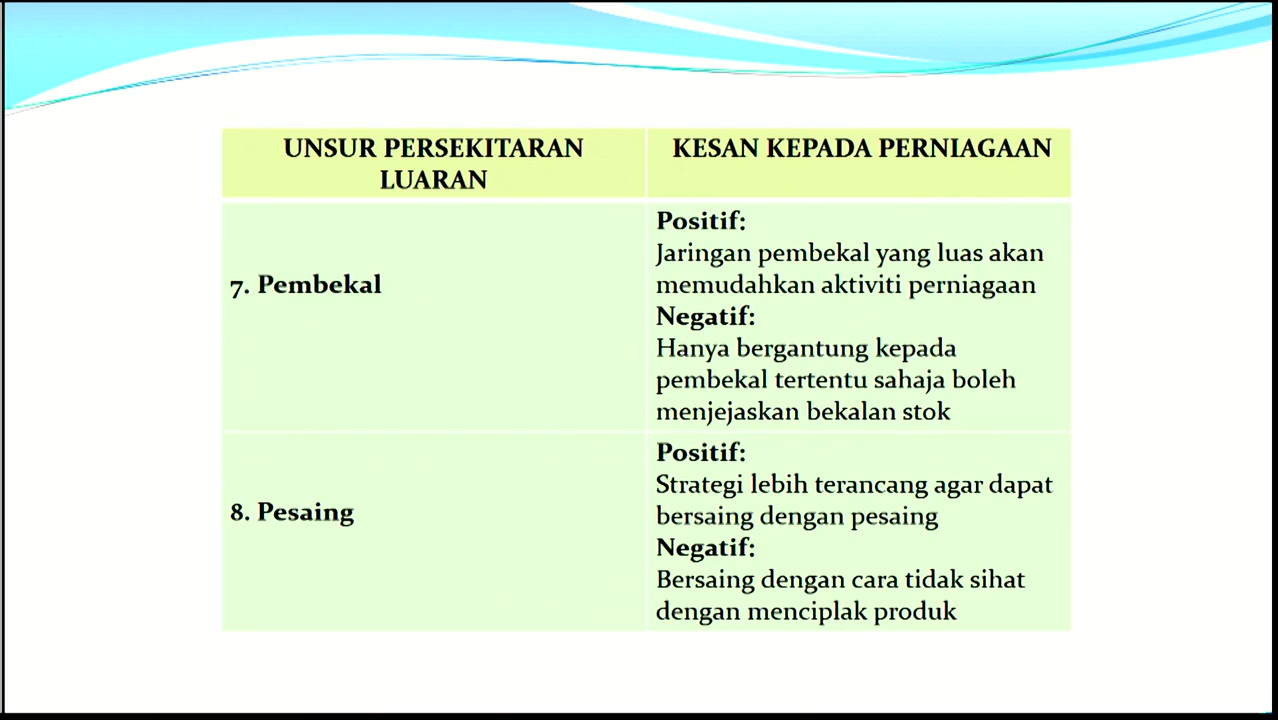 UNSUR PERSEKITARAN
LUARAN
KESAN KEPADA PERNIAGAAN
7. Pembekal
Positif:
Jaringan pembekal yang luas akan
memudahkan aktiviti perniagaan
Negatif:
Hanya bergantung kepada
pembekal tertentu sahaja boleh
menjejaskan bekalan stok
8. Pesaing
Positif:
Strategi lebih terancang agar dapat
bersaing dengan pesaing
Negatif:
Bersaing dengan cara tidak sihat
dengan menciplak produk